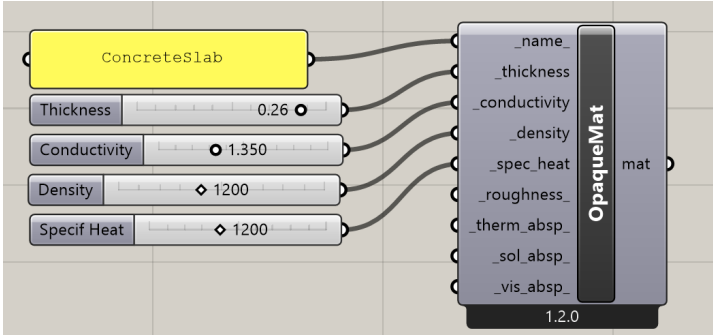 ConcreteSlab
Thickness 0.26
Conductivity 1.350
Density 1200
Specif Heat 1200
_name_
_thickness
_conductivity
_density
_spec_heat
_roughness_
_therm_absp_
_sol_absp_
_vis_absp_
OpaqueMat
mat
1.2.0